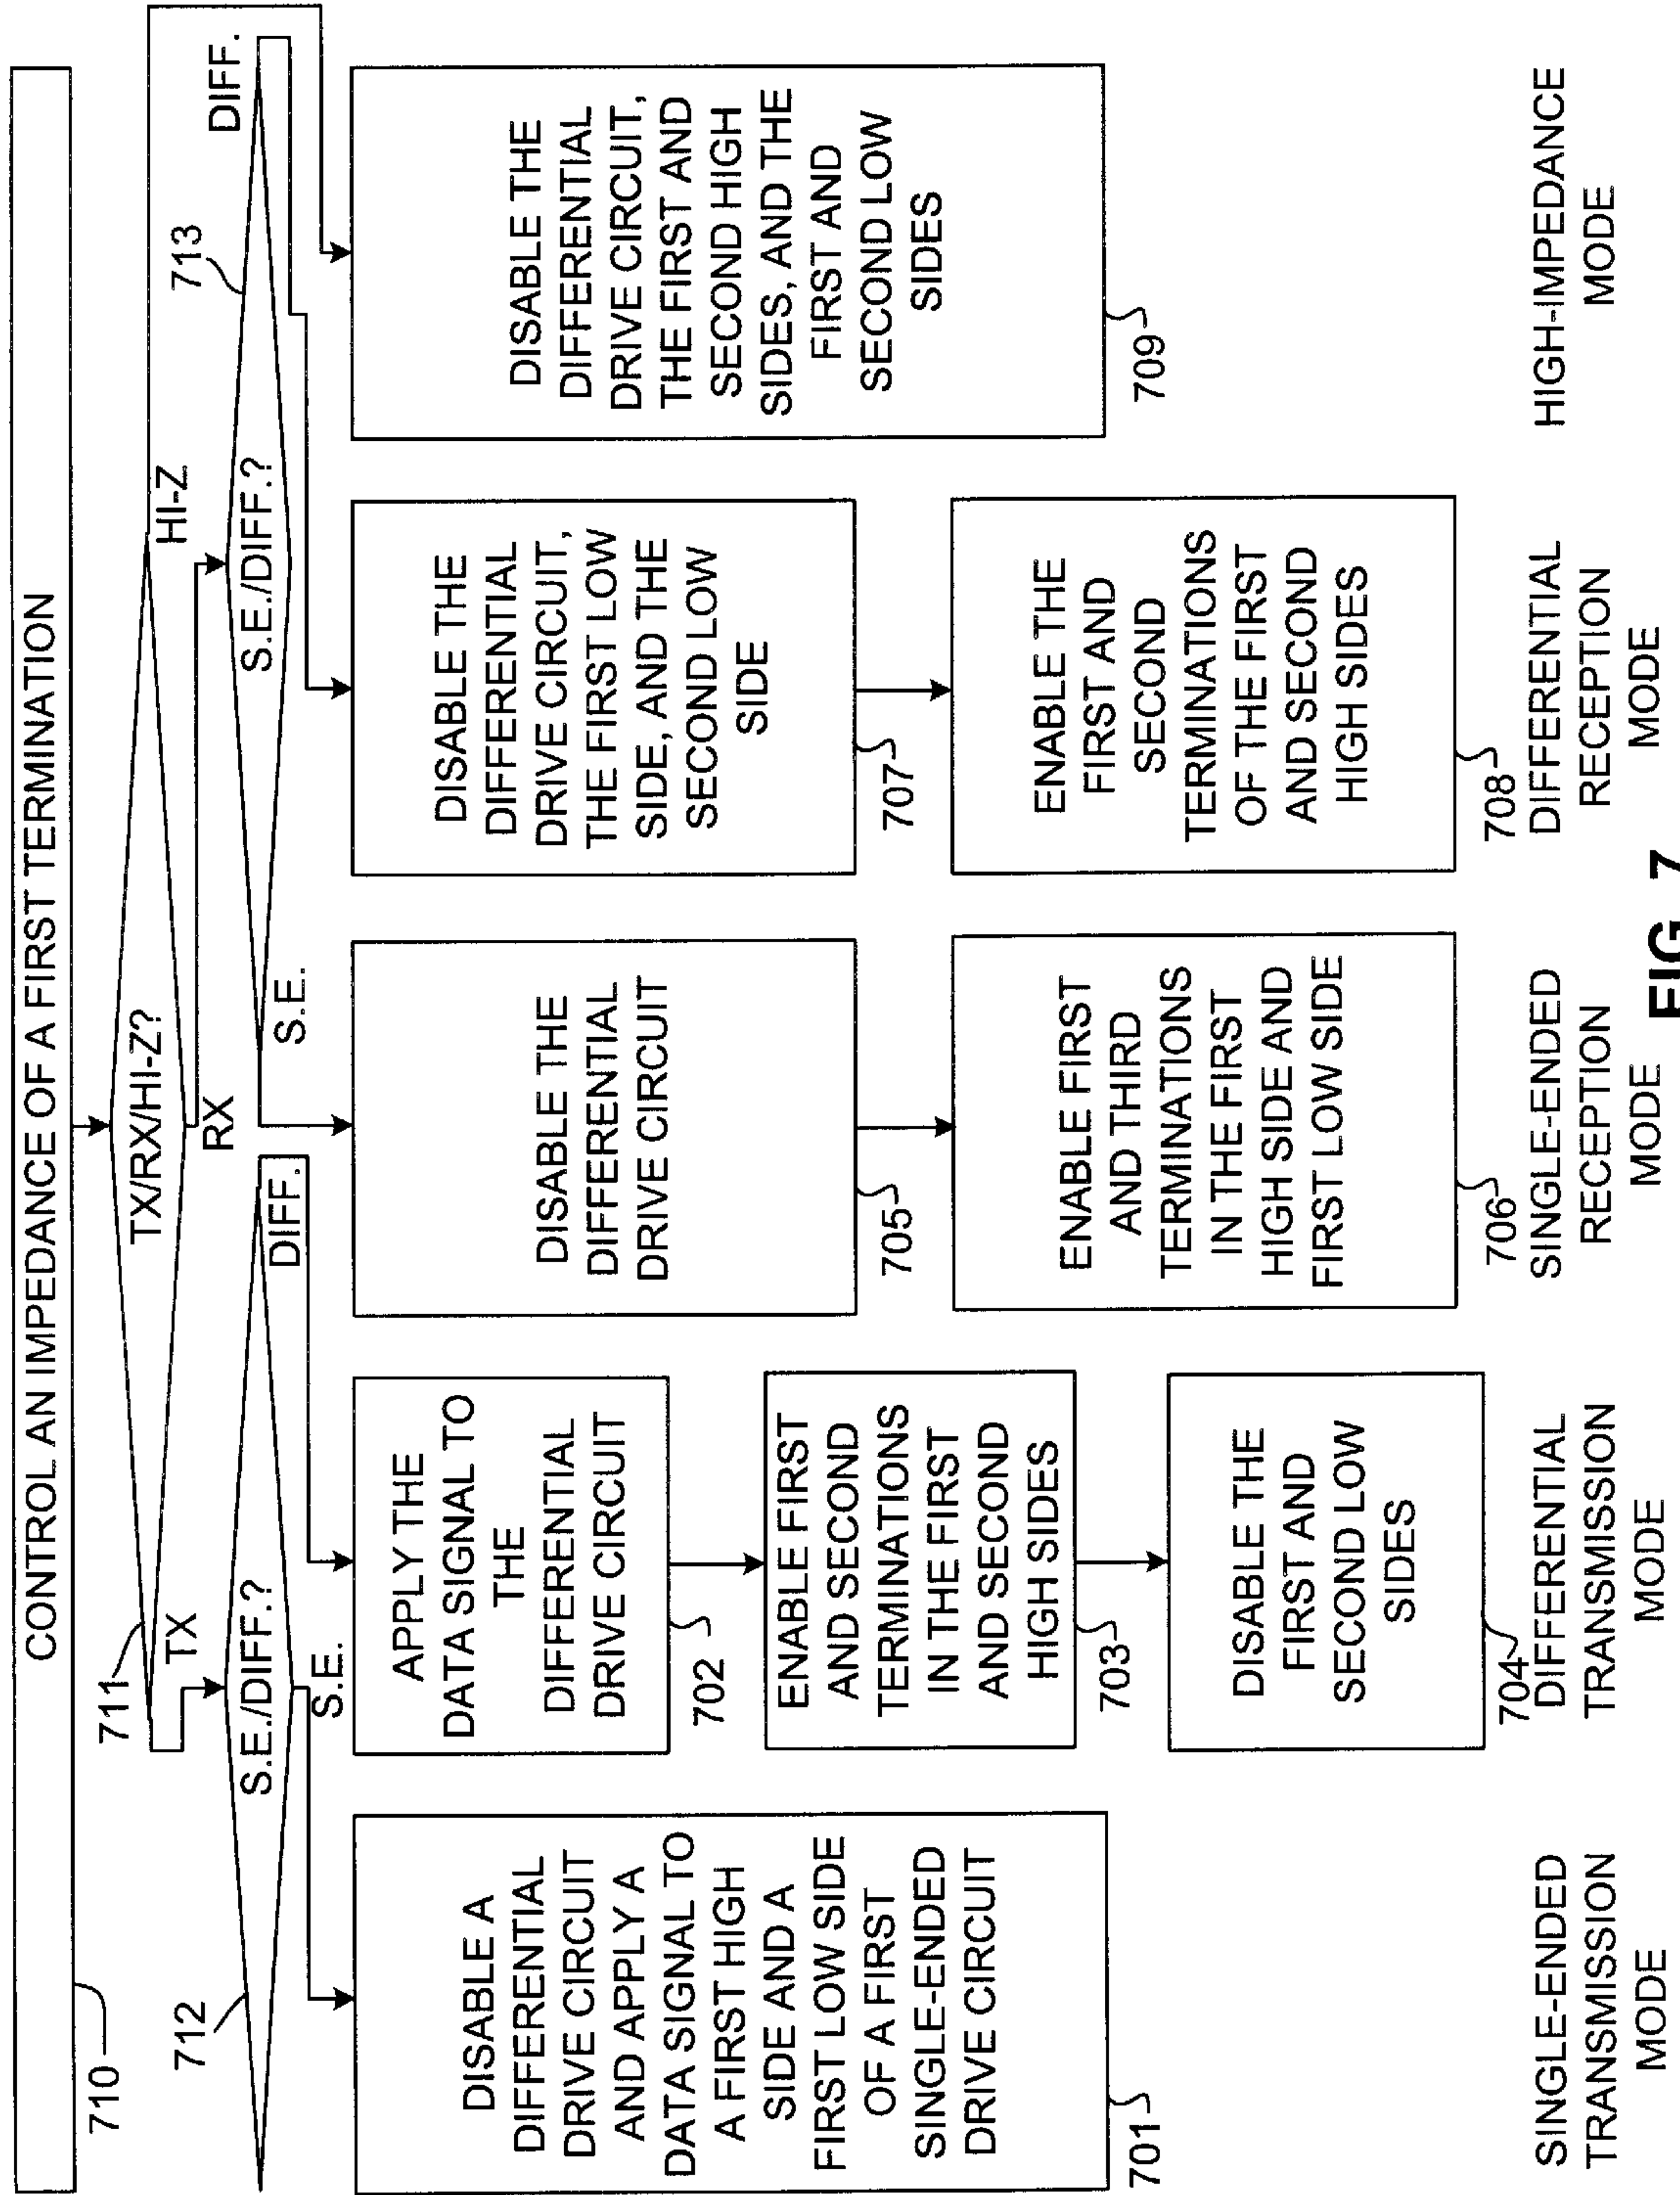 CONTROL AN IMPEDANCE OF A FIRST TERMINATION
710
711
TX/RX/HI-Z?
TX
RX
HI-Z
712
S.E./DIFF.?
S.E.
DIFF.
713
S.E./DIFF.?
S.E.
DIFF.
DISABLE A
DIFFERENTIAL
DRIVE CIRCUIT
AND APPLY A
DATA SIGNAL TO
A FIRST HIGH
SIDE AND A
FIRST LOW SIDE
OF A FIRST
SINGLE-ENDED
DRIVE CIRCUIT
701
SINGLE-ENDED
TRANSMISSION
MODE
APPLY THE
DATA SIGNAL TO
THE
DIFFERENTIAL
DRIVE CIRCUIT
702
ENABLE FIRST
AND SECOND
TERMINATIONS
IN THE FIRST
AND SECOND
HIGH SIDES
703
DISABLE THE
FIRST AND
SECOND LOW
SIDES
704
DIFFERENTIAL
TRANSMISSION
MODE
DISABLE THE
DIFFERENTIAL
DRIVE CIRCUIT
705
ENABLE FIRST
AND THIRD
TERMINATIONS
IN THE FIRST
HIGH SIDE AND
FIRST LOW SIDE
706
SINGLE-ENDED
RECEPTION
MODE
DISABLE THE
DIFFERENTIAL
DRIVE CIRCUIT,
THE FIRST LOW
SIDE, AND THE
SECOND LOW
SIDE
707
ENABLE THE
FIRST AND
SECOND
TERMINATIONS
OF THE FIRST
AND SECOND
HIGH SIDES
708
DIFFERENTIAL
RECEPTION
MODE
DISABLE THE
DIFFERENTIAL
DRIVE CIRCUIT,
THE FIRST AND
SECOND HIGH
SIDES, AND THE
FIRST AND
SECOND LOW
SIDES
709
HIGH-IMPEDANCE
MODE
FIG. 7